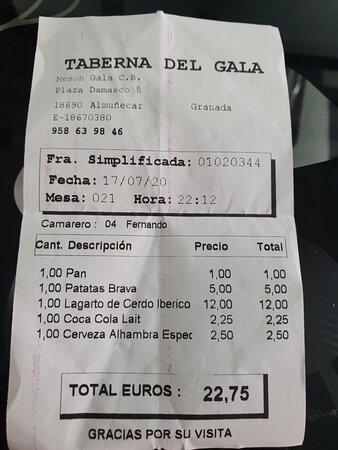 TABERNA DEL GALA
Meson Gala C.B.
Plaza Damasco 5
18690 Almuñecar Granada
E-18670380
958 63 98 46
Fra. Simplificada: 01020344
Fecha: 17/07/20
Mesa: 021 Hora: 22:12
Camarero : 04 Fernando
Cant. Descripción Precio Total
1,00 Pan 1,00 1,00
1,00 Patatas Brava 5,00 5,00
1,00 Lagarto de Cerdo Iberico 12,00 12,00
1,00 Coca Cola Lait 2,25 2,25
1,00 Cerveza Alhambra Espec 2,50 2,50
TOTAL EUROS : 22,75
GRACIAS POR SU VISITA